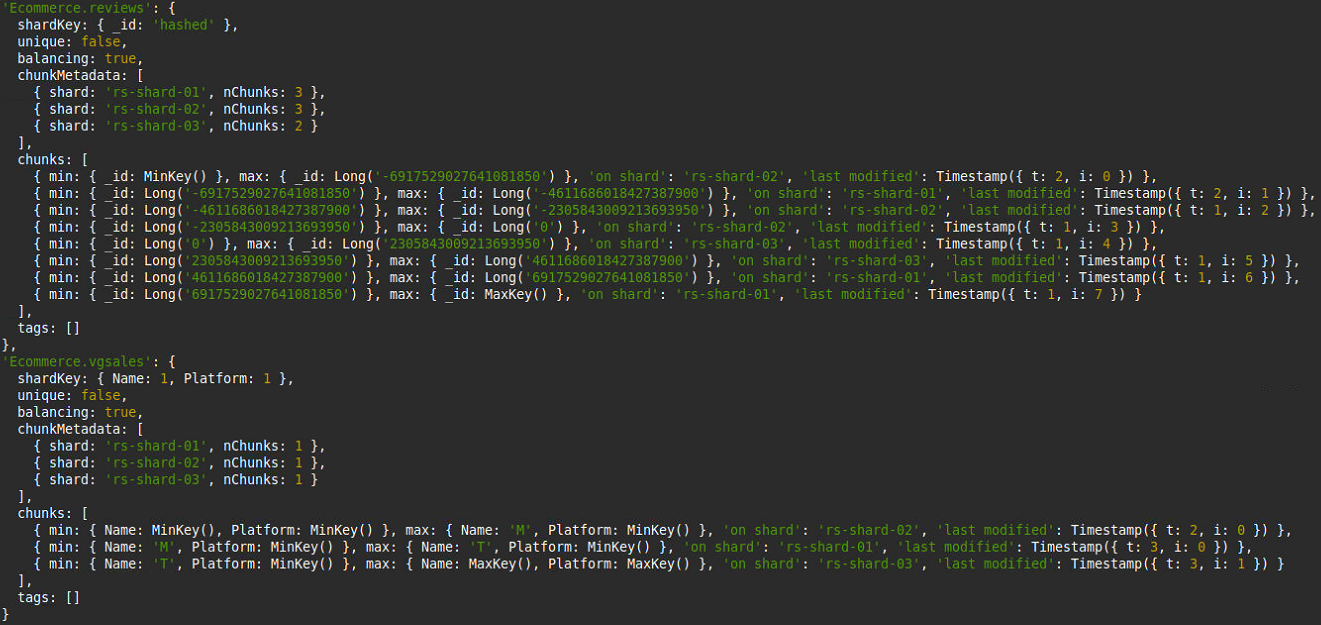 'Ecommerce.reviews': {
  shardKey: { _id: 'hashed' },
  unique: false,
  balancing: true,
  chunkMetadata: [
    { shard: 'rs-shard-01', nChunks: 3 },
    { shard: 'rs-shard-02', nChunks: 3 },
    { shard: 'rs-shard-03', nChunks: 2 }
  ],
  chunks: [
    { min: { _id: MinKey() }, max: { _id: Long('-6917529027641081850') }, 'on shard': 'rs-shard-02', 'last modified': Timestamp({ t: 2, i: 0 }) },
    { min: { _id: Long('-6917529027641081850') }, max: { _id: Long('-4611686018427387900') }, 'on shard': 'rs-shard-01', 'last modified': Timestamp({ t: 2, i: 1 }) },
    { min: { _id: Long('-4611686018427387900') }, max: { _id: Long('-2305843009213693950') }, 'on shard': 'rs-shard-02', 'last modified': Timestamp({ t: 1, i: 2 }) },
    { min: { _id: Long('-2305843009213693950') }, max: { _id: Long('0') }, 'on shard': 'rs-shard-02', 'last modified': Timestamp({ t: 1, i: 3 }) },
    { min: { _id: Long('0') }, max: { _id: Long('2305843009213693950') }, 'on shard': 'rs-shard-03', 'last modified': Timestamp({ t: 1, i: 4 }) },
    { min: { _id: Long('2305843009213693950') }, max: { _id: Long('4611686018427387900') }, 'on shard': 'rs-shard-03', 'last modified': Timestamp({ t: 1, i: 5 }) },
    { min: { _id: Long('4611686018427387900') }, max: { _id: Long('6917529027641081850') }, 'on shard': 'rs-shard-01', 'last modified': Timestamp({ t: 1, i: 6 }) },
    { min: { _id: Long('6917529027641081850') }, max: { _id: MaxKey() }, 'on shard': 'rs-shard-01', 'last modified': Timestamp({ t: 1, i: 7 }) }
  ],
  tags: []
},
'Ecommerce.vgsales': {
  shardKey: { Name: 1, Platform: 1 },
  unique: false,
  balancing: true,
  chunkMetadata: [
    { shard: 'rs-shard-01', nChunks: 1 },
    { shard: 'rs-shard-02', nChunks: 1 },
    { shard: 'rs-shard-03', nChunks: 1 }
  ],
  chunks: [
    { min: { Name: MinKey(), Platform: MinKey() }, max: { Name: 'M', Platform: MinKey() }, 'on shard': 'rs-shard-02', 'last modified': Timestamp({ t: 2, i: 0 }) },
    { min: { Name: 'M', Platform: MinKey() }, max: { Name: 'T', Platform: MinKey() }, 'on shard': 'rs-shard-01', 'last modified': Timestamp({ t: 3, i: 0 }) },
    { min: { Name: 'T', Platform: MinKey() }, max: { Name: MaxKey(), Platform: MaxKey() }, 'on shard': 'rs-shard-03', 'last modified': Timestamp({ t: 3, i: 1 }) }
  ],
  tags: []
}